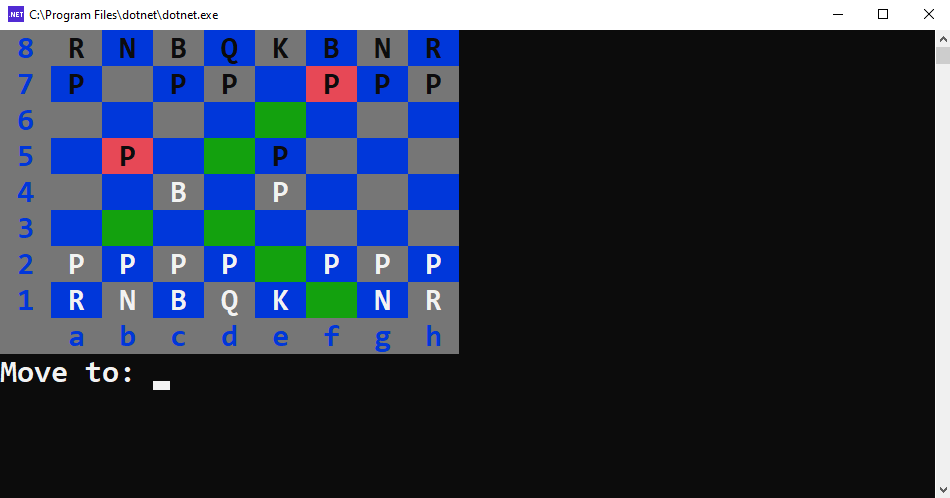 .NET C:\Program Files\dotnet\dotnet.exe
8 R N B Q K B N R
7 P P P P P P
6
5 P P
4 B P
3
2 P P P P P P P
1 R N B Q K N R
a b c d e f g h
Move to: